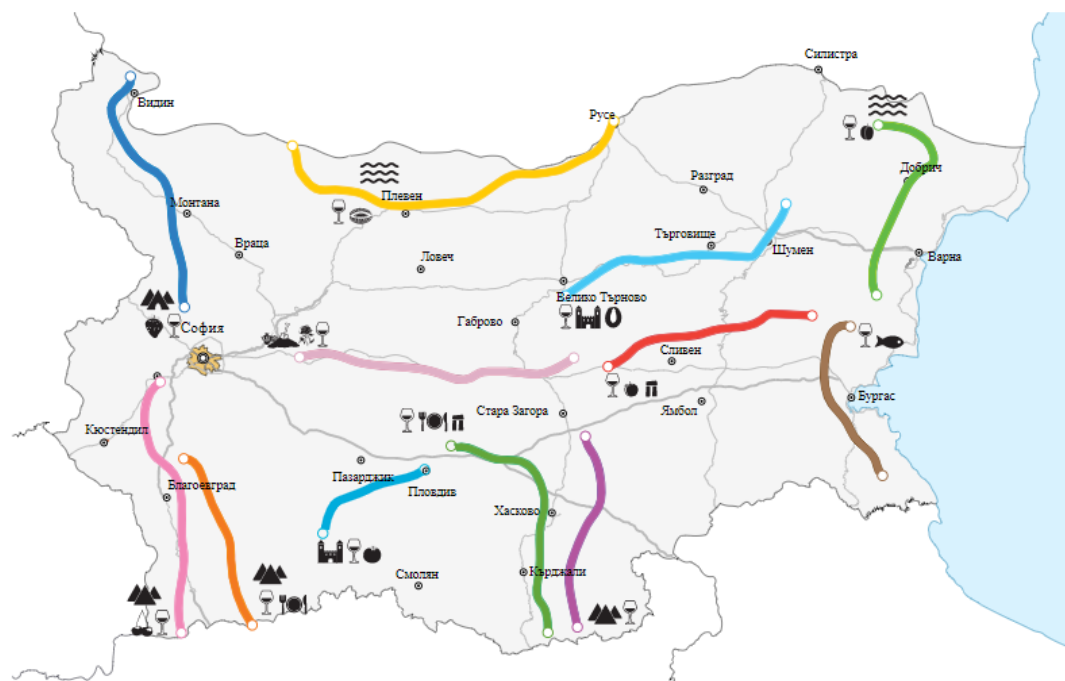 Силистра
Видин
Русе
Добрич
Разград
Плевен
Монтана
Търговище
Враца
Шумен
Варна
Ловеч
Велико Търново
Габрово
София
Сливен
Бургас
Ямбол
Стара Загора
Кюстендил
Пазарджик
Пловдив
Благоевград
Хасково
Кърджали
Смолян